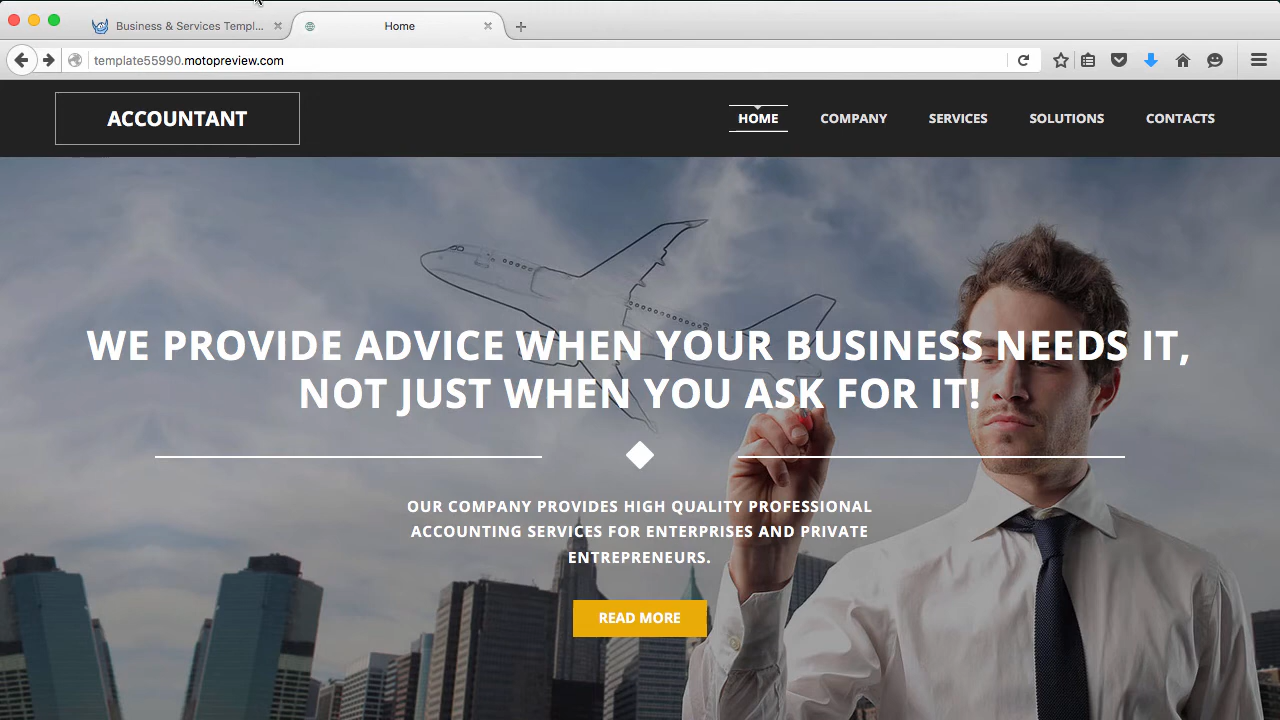 Business & Services Templ...
Home
template55990.motopreview.com
ACCOUNTANT
HOME
COMPANY
SERVICES
SOLUTIONS
CONTACTS
WE PROVIDE ADVICE WHEN YOUR BUSINESS NEEDS IT,
NOT JUST WHEN YOU ASK FOR IT!
OUR COMPANY PROVIDES HIGH QUALITY PROFESSIONAL
ACCOUNTING SERVICES FOR ENTERPRISES AND PRIVATE
ENTREPRENEURS.
READ MORE